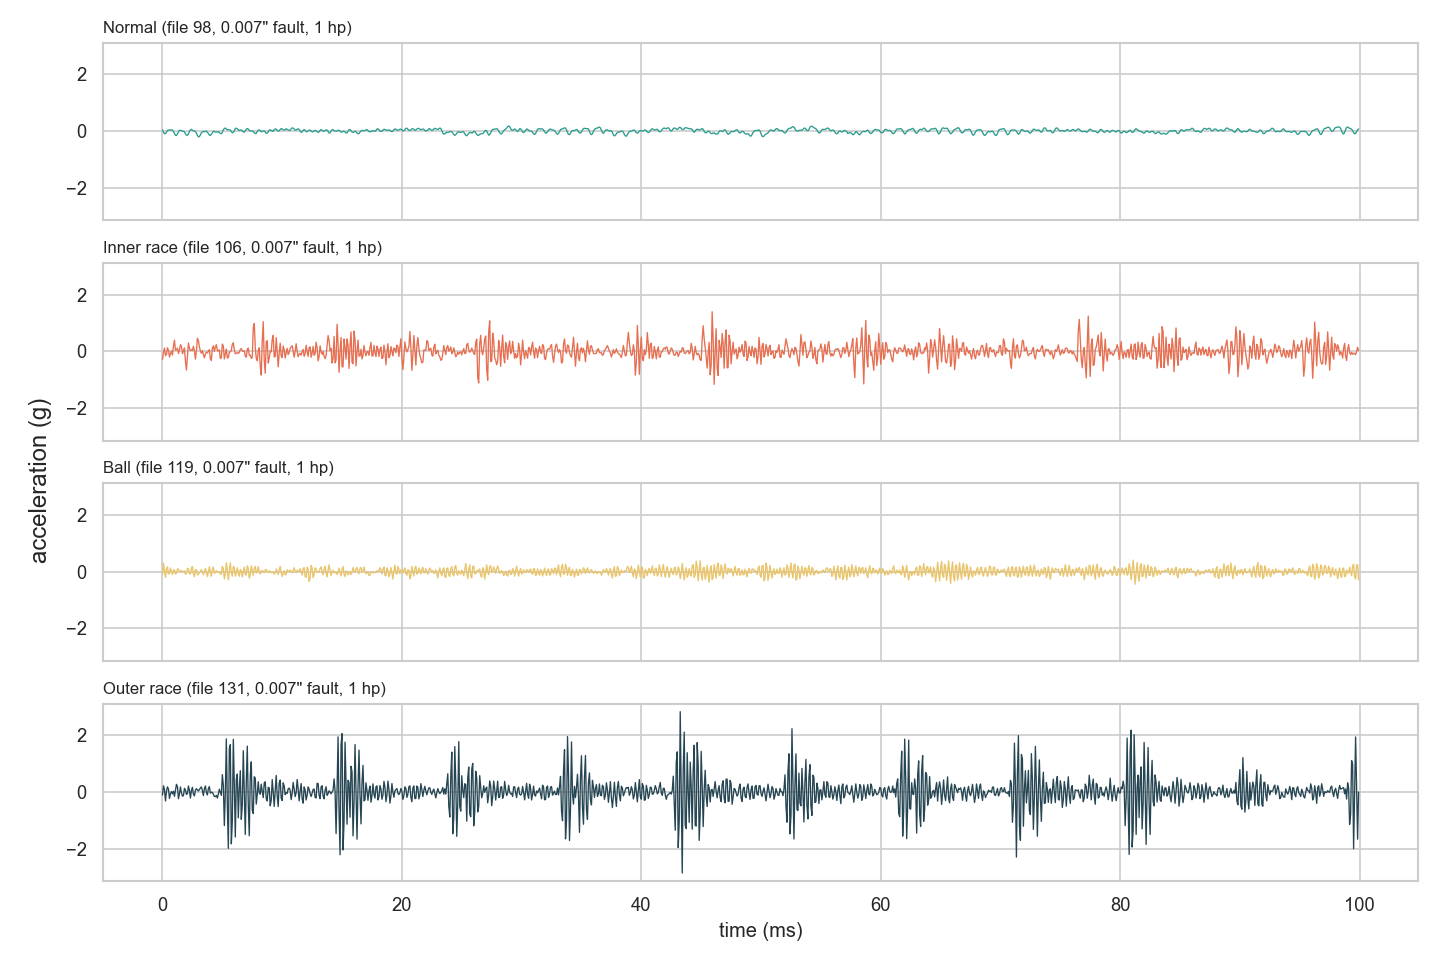 Normal (file 98, 0.007" fault, 1 hp)
2
0
−2
Inner race (file 106, 0.007" fault, 1 hp)
2
0
−2
acceleration (g)
Ball (file 119, 0.007" fault, 1 hp)
2
0
−2
Outer race (file 131, 0.007" fault, 1 hp)
2
0
−2
0 20 40 60 80 100
time (ms)